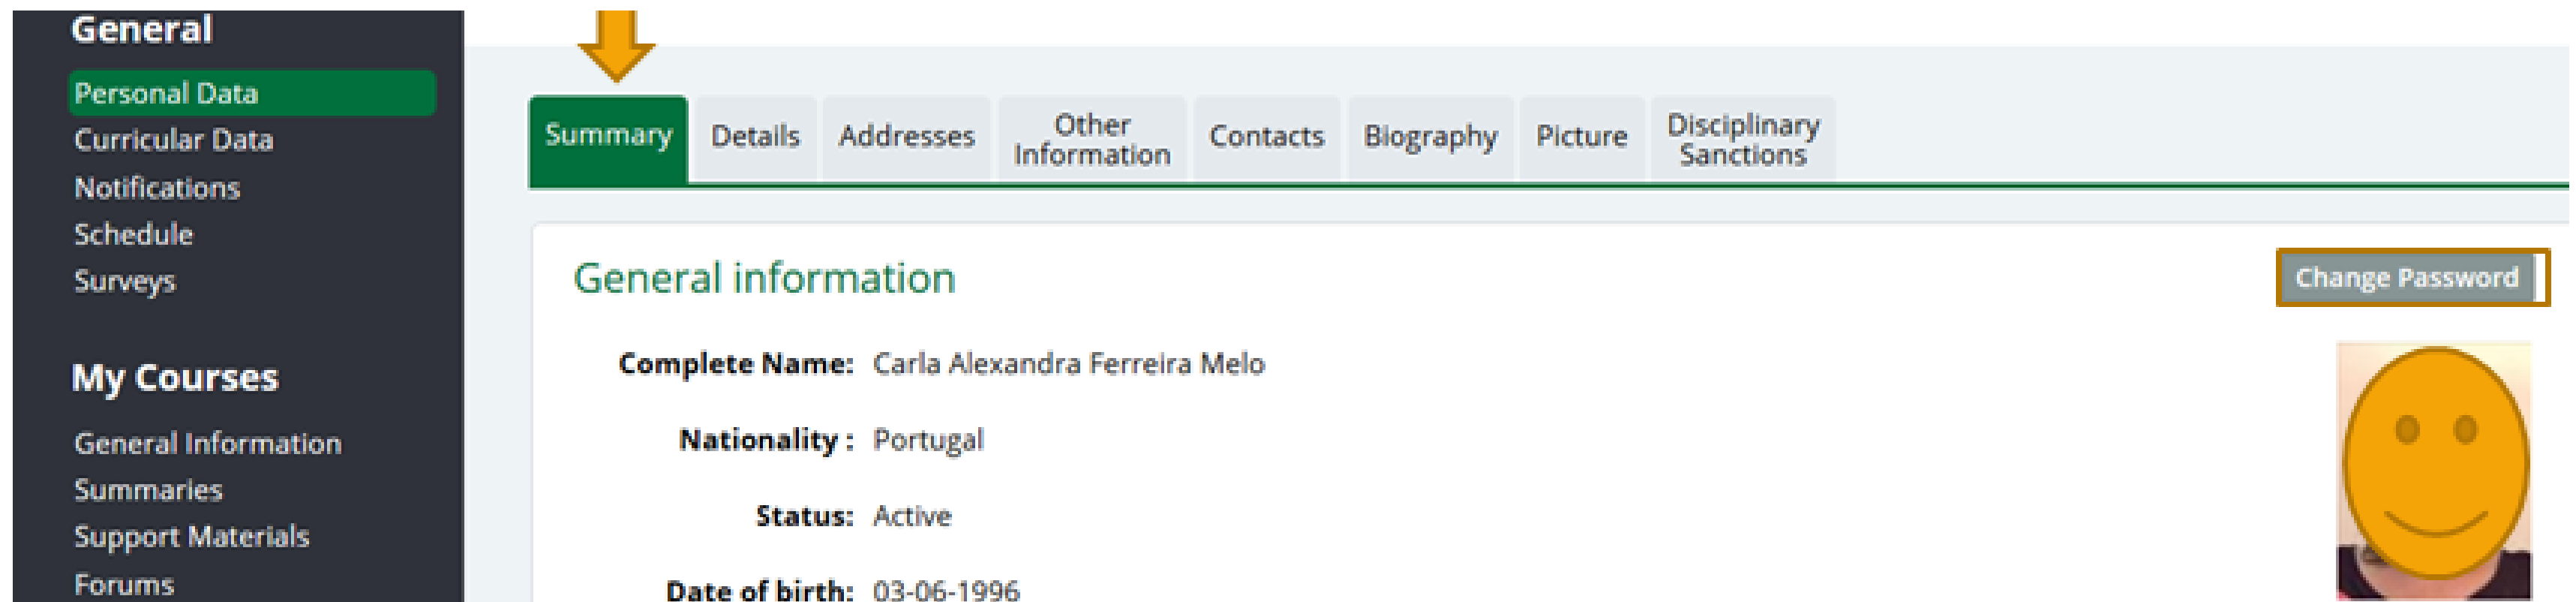 General
Personal Data
Curricular Data
Notifications
Schedule
Surveys
My Courses
General Information
Summaries
Support Materials
Forums
Summary
Details
Addresses
Other
Information
Contacts
Biography
Picture
Disciplinary
Sanctions
General information
Change Password
Complete Name: Carla Alexandra Ferreira Melo
Nationality : Portugal
Status: Active
Date of birth: 03-06-1996